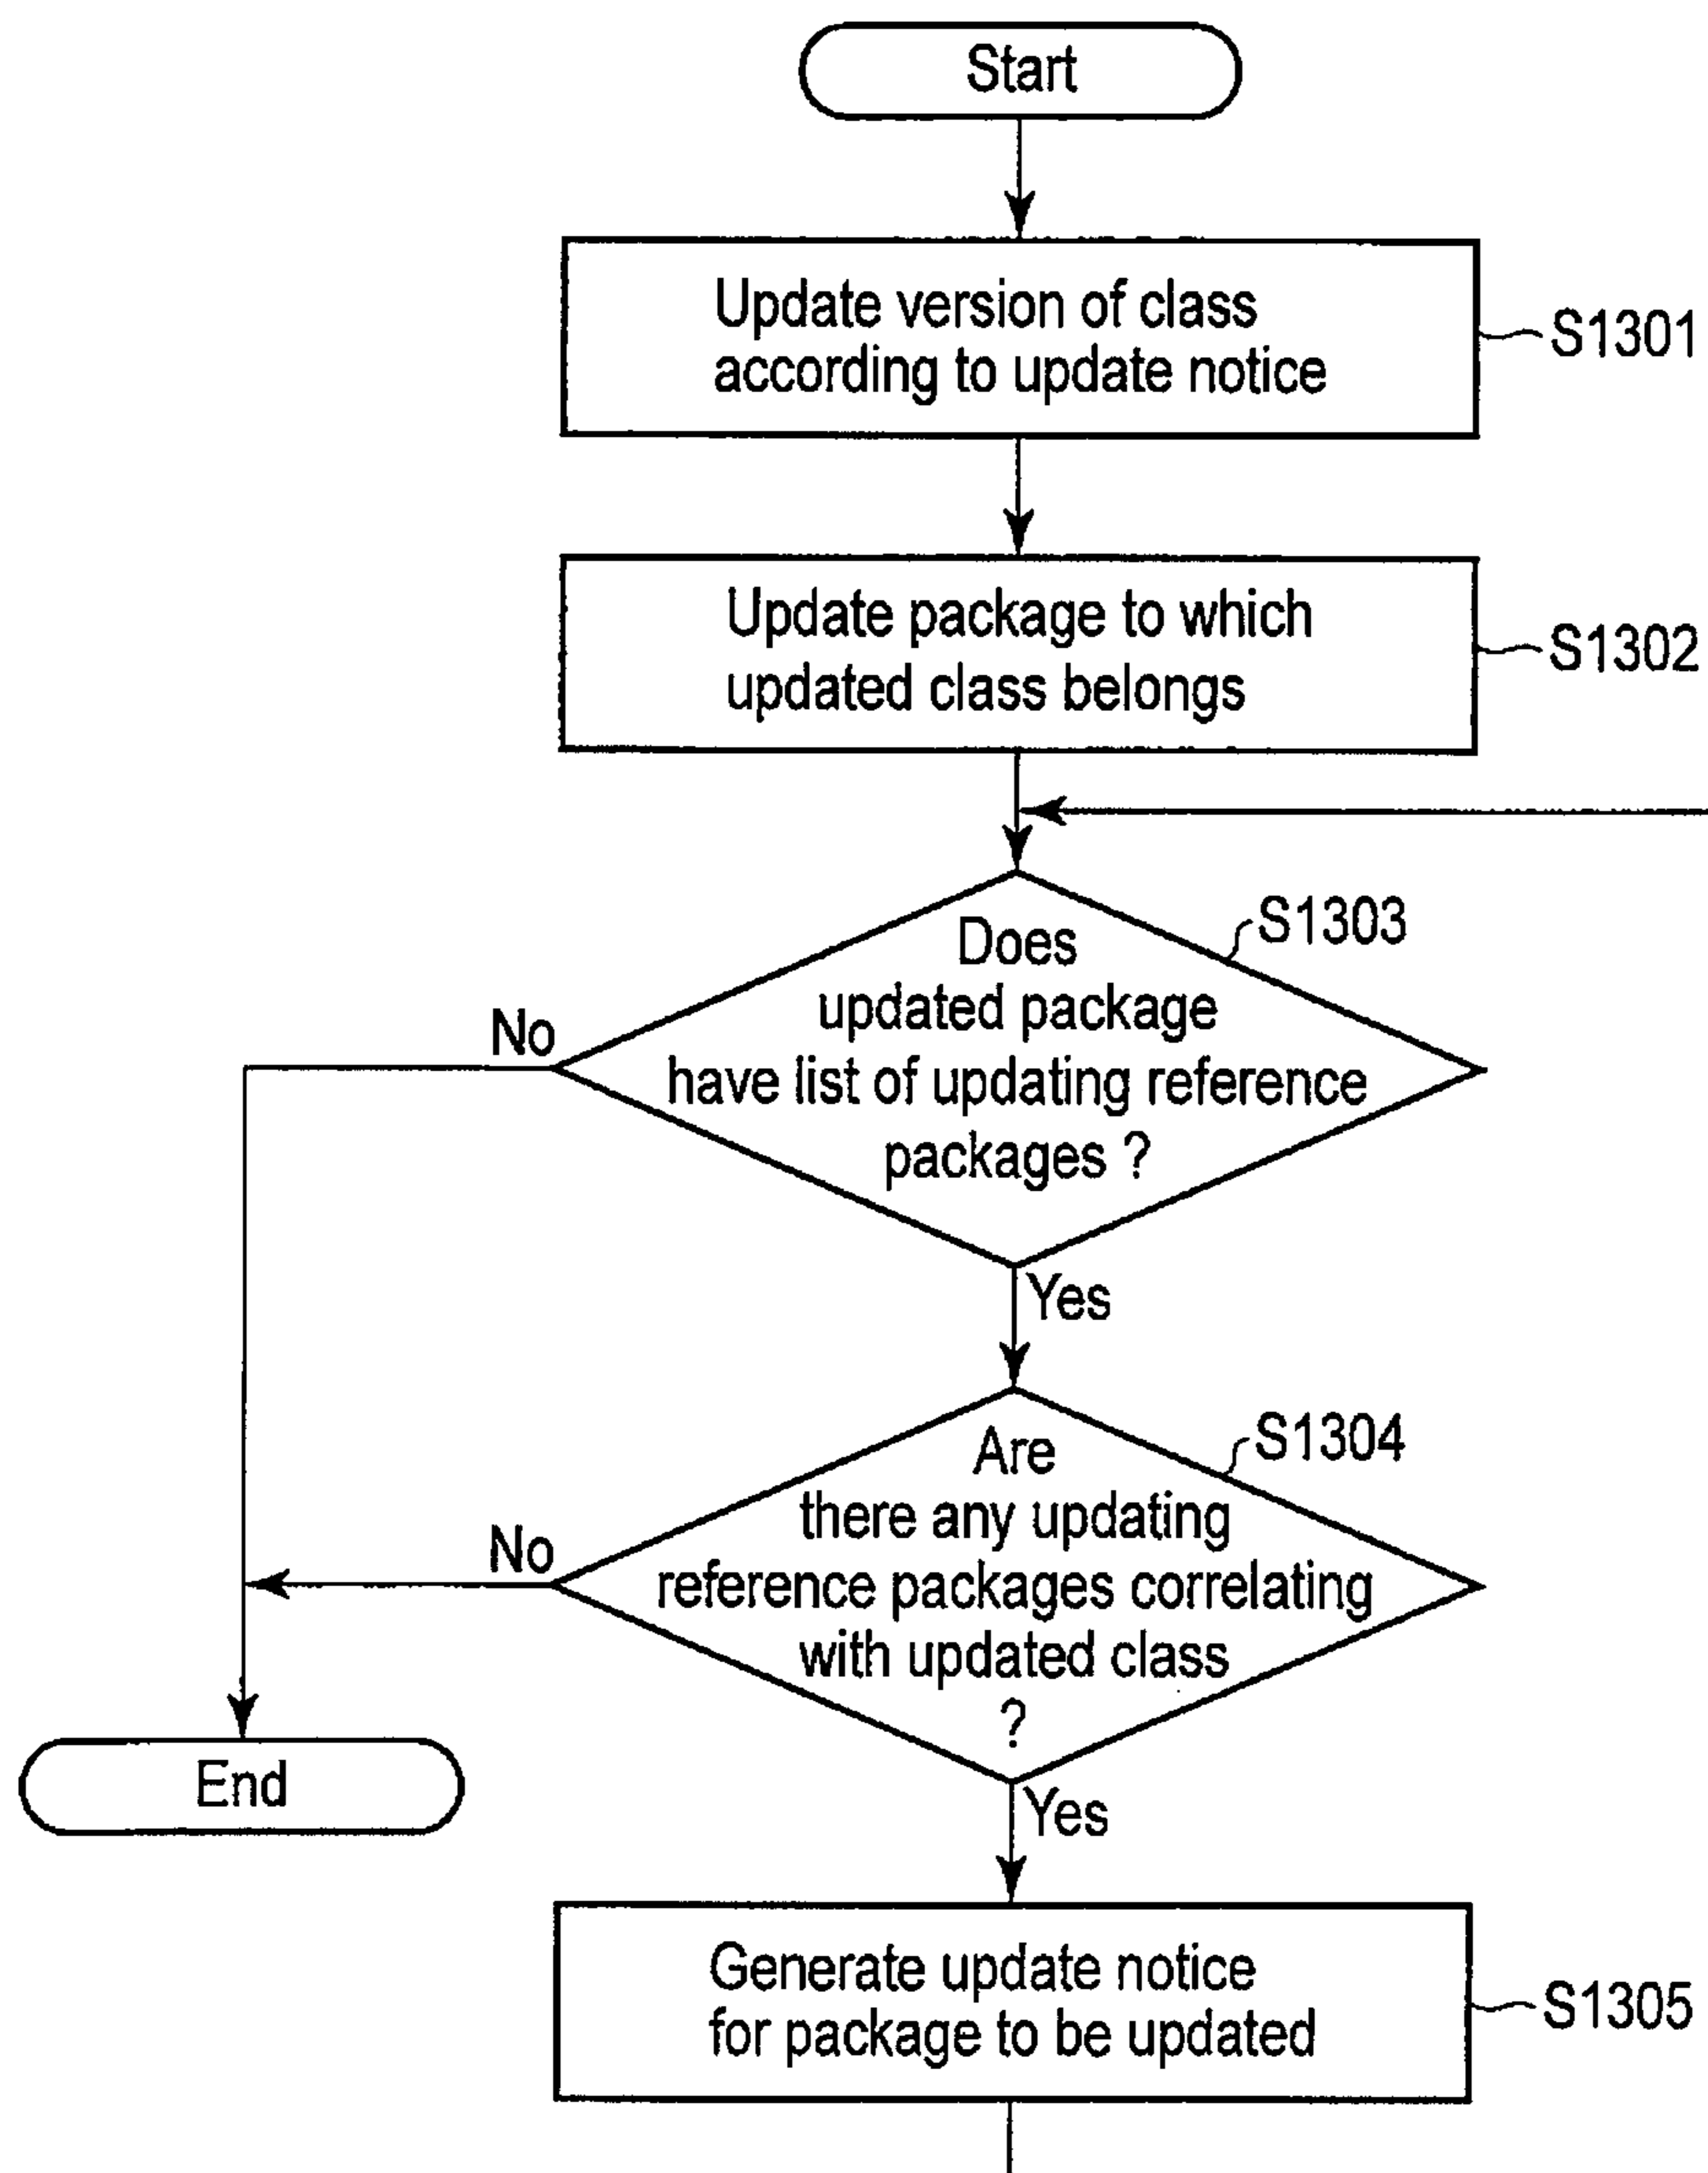 Start
Update version of class
according to update notice
S1301
Update package to which
updated class belongs
S1302
S1303
Does
updated package
have list of updating reference
packages ?
No
Yes
S1304
Are
there any updating
reference packages correlating
with updated class
?
No
End
Yes
Generate update notice
for package to be updated
S1305